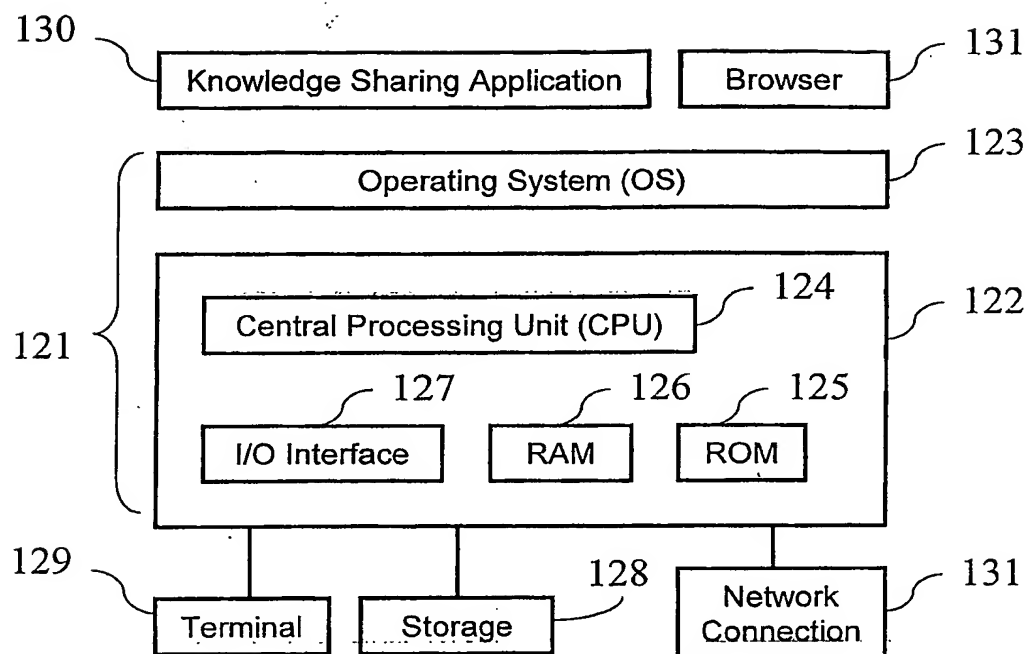 130
131
Knowledge Sharing Application
Browser
123
Operating System (OS)
124
Central Processing Unit (CPU)
122
121
127
126
125
I/O Interface
RAM
ROM
129
128
131
Terminal
Storage
Network
Connection